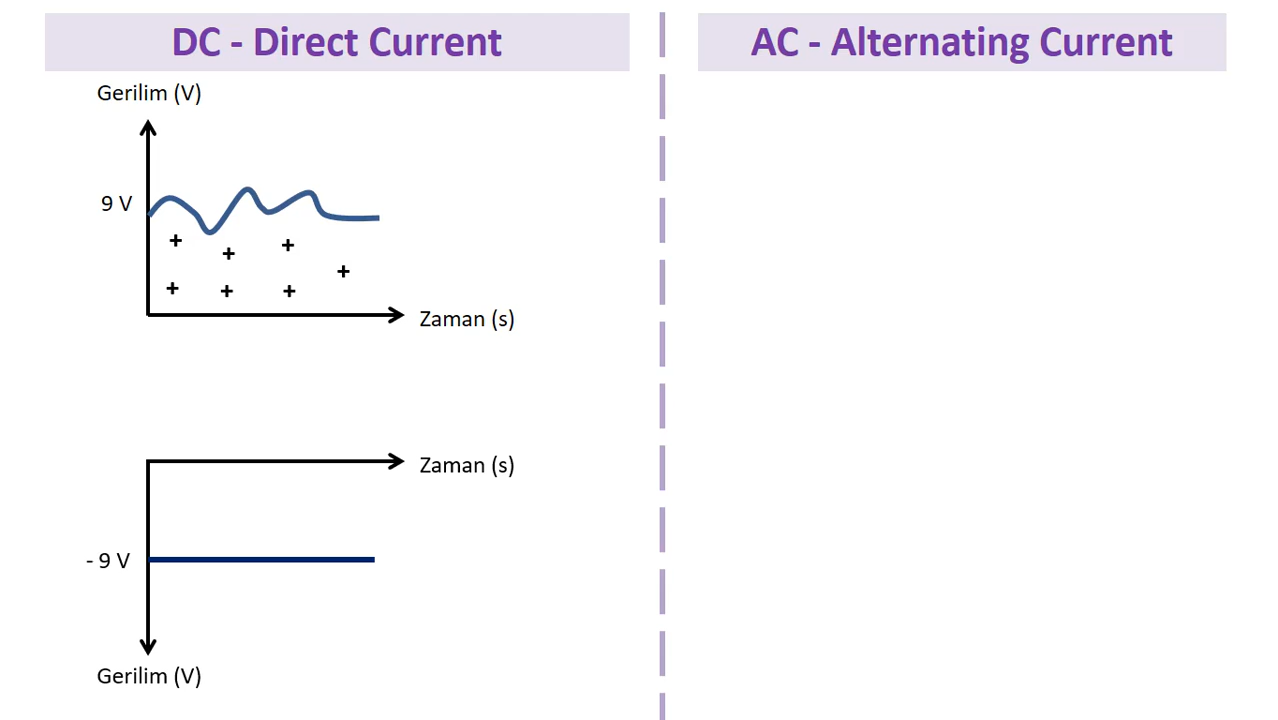 DC - Direct Current
Gerilim (V)
9 V
+ + +
+
+ + +
Zaman (s)
Zaman (s)
- 9 V
Gerilim (V)
AC - Alternating Current